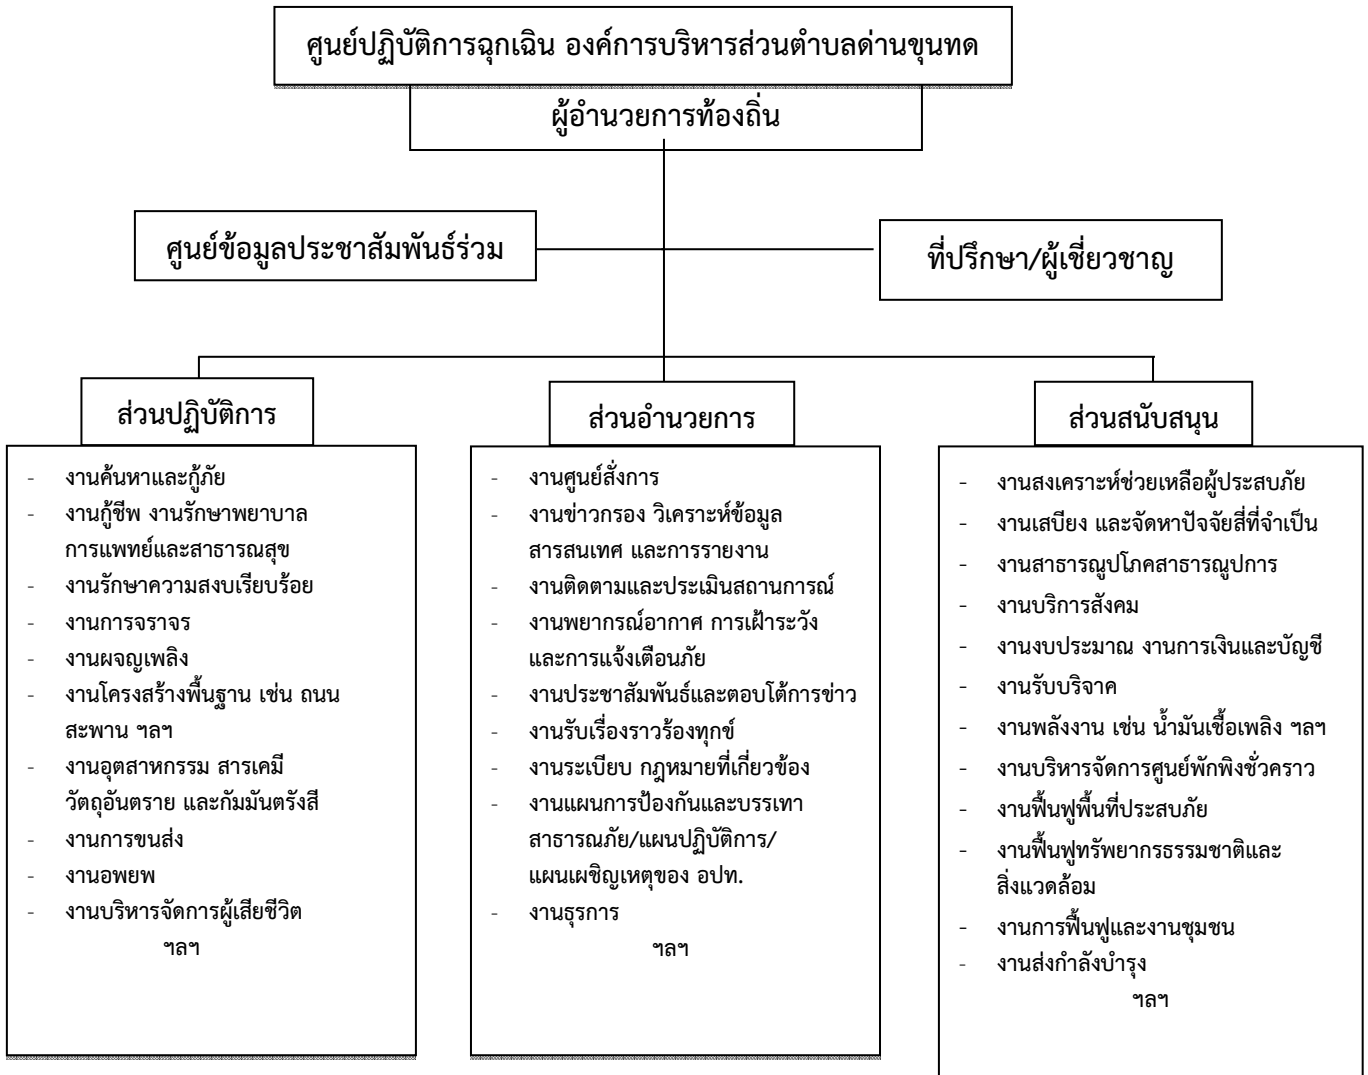 ศูนย์ปฏิบัติการฉุกเฉิน องค์การบริหารส่วนตำบลด่านขุนทด
ผู้อำนวยการท้องถิ่น
ศูนย์ข้อมูลประชาสัมพันธ์ร่วม
ที่ปรึกษา/ผู้เชี่ยวชาญ
ส่วนปฏิบัติการ
- งานค้นหาและกู้ภัย
- งานกู้ชีพ งานรักษาพยาบาล
การแพทย์และสาธารณสุข
- งานรักษาความสงบเรียบร้อย
- งานการจราจร
- งานผจญเพลิง
- งานโครงสร้างพื้นฐาน เช่น ถนน
สะพาน ฯลฯ
- งานอุตสาหกรรม สารเคมี
วัตถุอันตราย และกัมมันตรังสี
- งานการขนส่ง
- งานอพยพ
- งานบริหารจัดการผู้เสียชีวิต
ฯลฯ
ส่วนอำนวยการ
- งานศูนย์สั่งการ
- งานข่าวกรอง วิเคราะห์ข้อมูล
สารสนเทศ และการรายงาน
- งานติดตามและประเมินสถานการณ์
- งานพยากรณ์อากาศ การเฝ้าระวัง
และการแจ้งเตือนภัย
- งานประชาสัมพันธ์และตอบโต้การข่าว
- งานรับเรื่องราวร้องทุกข์
- งานระเบียบ กฎหมายที่เกี่ยวข้อง
- งานแผนการป้องกันและบรรเทา
สาธารณภัย/แผนปฏิบัติการ/
แผนเผชิญเหตุของ อปท.
- งานธุรการ
ฯลฯ
ส่วนสนับสนุน
- งานสงเคราะห์ช่วยเหลือผู้ประสบภัย
- งานเสบียง และจัดหาปัจจัยสี่ที่จำเป็น
- งานสาธารณูปโภคสาธารณูปการ
- งานบริการสังคม
- งานงบประมาณ งานการเงินและบัญชี
- งานรับบริจาค
- งานพลังงาน เช่น น้ำมันเชื้อเพลิง ฯลฯ
- งานบริหารจัดการศูนย์พักพิงชั่วคราว
- งานฟื้นฟูพื้นที่ประสบภัย
- งานฟื้นฟูทรัพยากรธรรมชาติและ
สิ่งแวดล้อม
- งานการฟื้นฟูและงานชุมชน
- งานส่งกำลังบำรุง
ฯลฯ